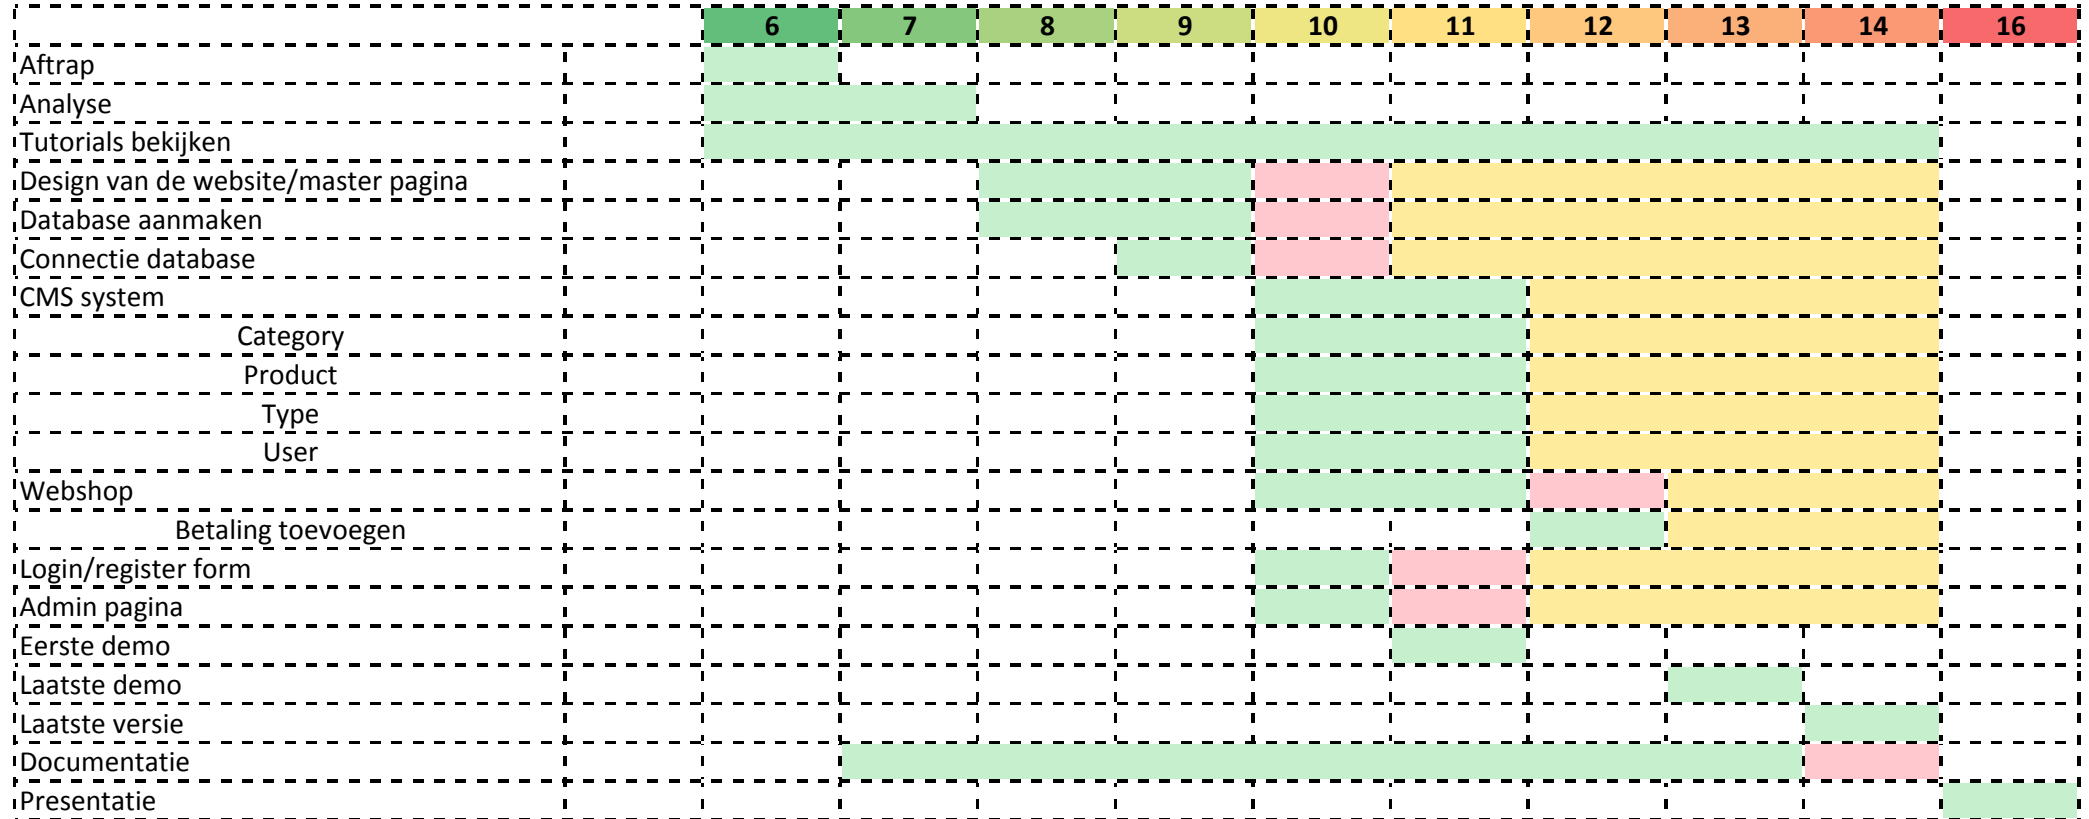 6 7 8 9 10 11 12 13 14 16
Aftrap
Analyse
Tutorials bekijken
Design van de website/master pagina
Database aanmaken
Connectie database
CMS system
Category
Product
Type
User
Webshop
Betaling toevoegen
Login/register form
Admin pagina
Eerste demo
Laatste demo
Laatste versie
Documentatie
Presentatie